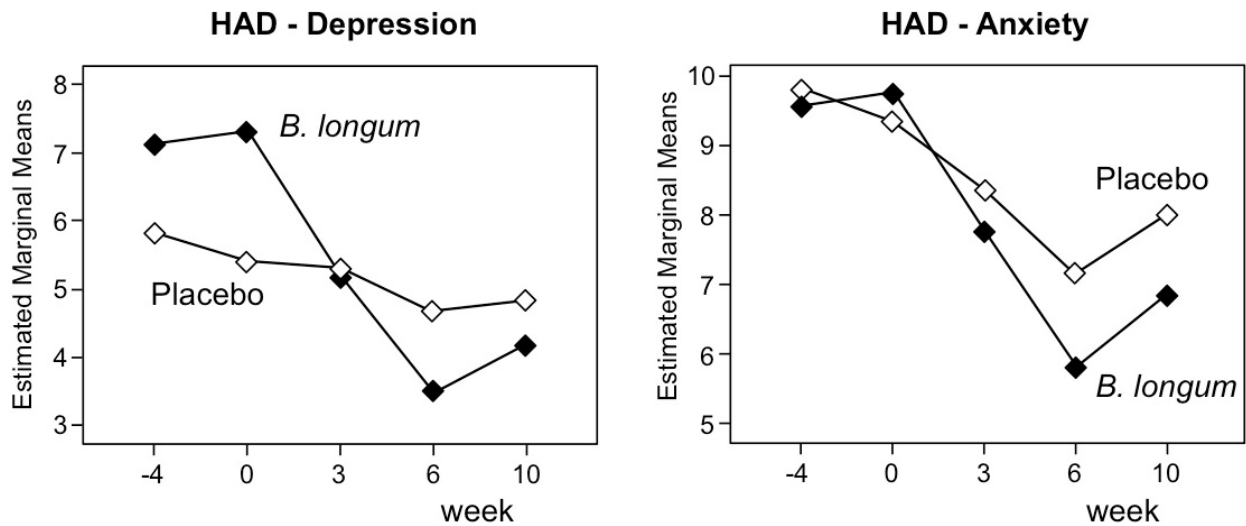 HAD - Depression
Estimated Marginal Means
8
7
6
5
4
3
B. longum
Placebo
-4 0 3 6 10
week
HAD - Anxiety
Estimated Marginal Means
10
9
8
7
6
5
Placebo
B. longum
-4 0 3 6 10
week